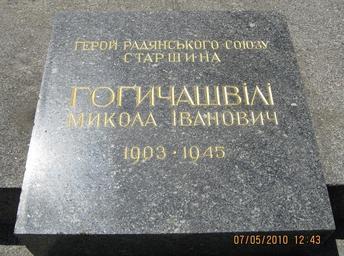 ГЕРОЙ РАДЯНСЬКОГО СОЮЗУ
СТАРШИНА
ГОГИЧАШВІЛІ
МИКОЛА ІВАНОВИЧ
1903 · 1945
07/05/2010 12:43